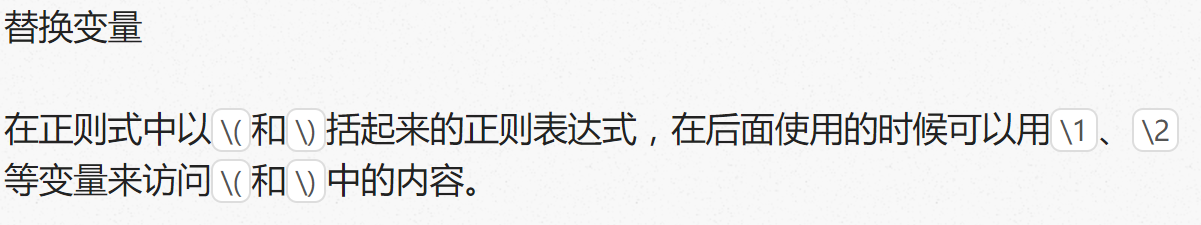 替换变量
在正则式中以\(和\)括起来的正则表达式，在后面使用的时候可以用\1、\2
等变量来访问\(和\)中的内容。